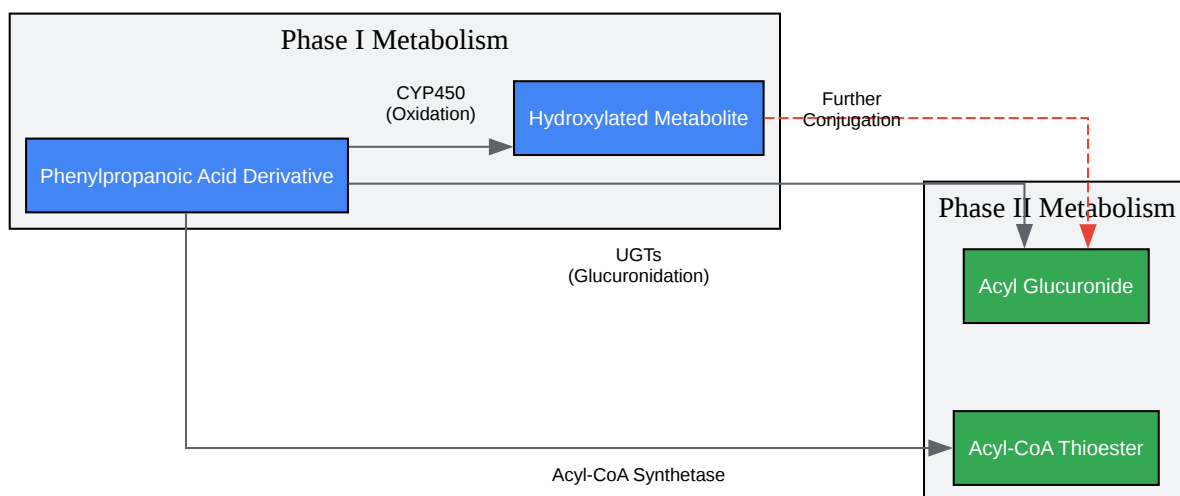 Phase I Metabolism
CYP450
(Oxidation)
Hydroxylated Metabolite
Further
Conjugation
Phenylpropanoic Acid Derivative
Phase II Metabolism
UGTs
(Glucuronidation)
Acyl Glucuronide
Acyl-CoA Thioester
Acyl-CoA Synthetase